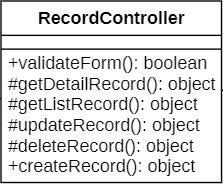 RecordController
+validateForm(): boolean
#getDetailRecord(): object
#getListRecord(): object
#updateRecord(): object
#deleteRecord(): object
+createRecord(): object